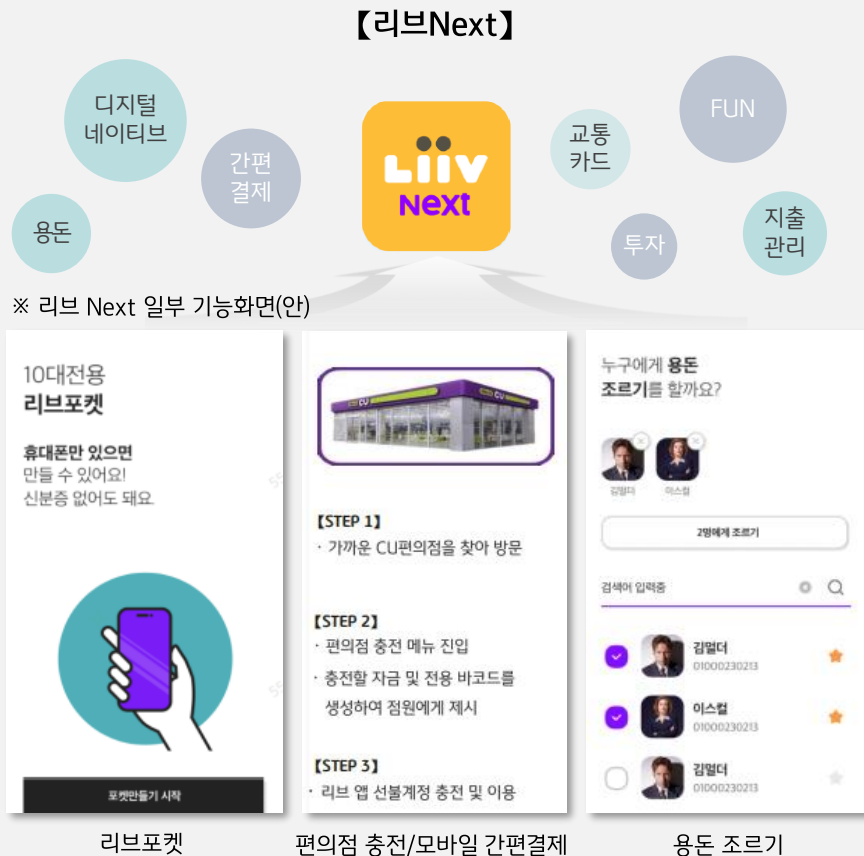 【리브Next】
디지털
네이티브
간편
결제
용돈
Liiv
Next
교통
카드
FUN
투자
지출
관리
※ 리브 Next 일부 기능화면(안)
10대전용
리브포켓
휴대폰만 있으면
만들 수 있어요!
신분증 없어도 돼요.
포켓만들기 시작
리브포켓
CU
CU
【STEP 1】
· 가까운 CU편의점을 찾아 방문
【STEP 2】
· 편의점 충전 메뉴 진입
· 충전할 자금 및 전용 바코드를
생성하여 점원에게 제시
【STEP 3】
· 리브 앱 선불계정 충전 및 이용
편의점 충전/모바일 간편결제
누구에게 용돈
조르기를 할까요?
김멀더
이스컬
2명에게 조르기
검색어 입력중
김멀더
01000230213
이스컬
01000230213
김멀더
01000230213
용돈 조르기